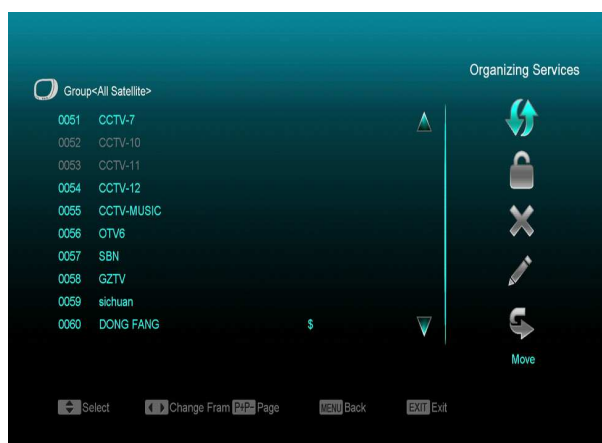 Organizing Services
Group<All Satellite>
0051 CCTV-7
0052 CCTV-10
0053 CCTV-11
0054 CCTV-12
0055 CCTV-MUSIC
0056 OTV6
0057 SBN
0058 GZTV
0059 sichuan
0060 DONG FANG $
Move
Select Change Fram P+P- Page MENU Back EXIT Exit